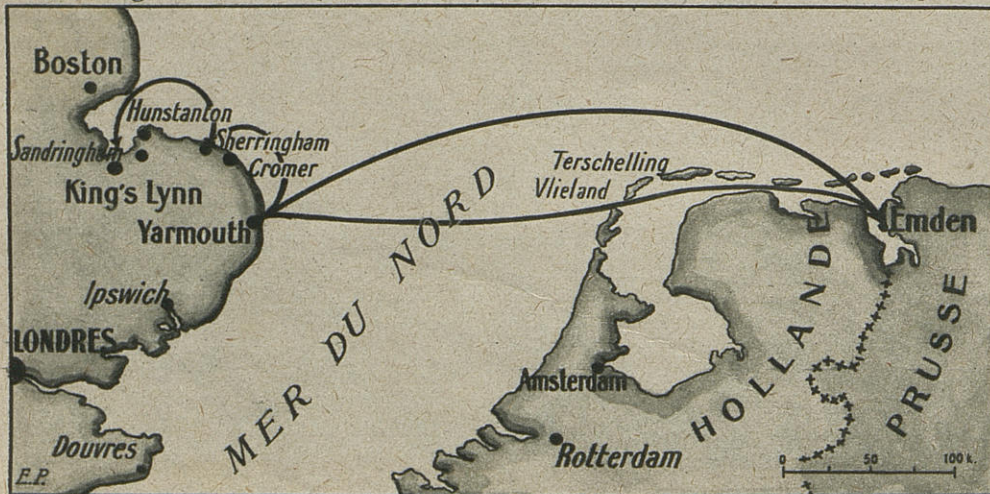 Boston
Hunstanton
Sandringham
Sherringham
Cromer
King's Lynn
Yarmouth
Ipswich
LONDRES
Douvres
E.P.
MER DU NORD
Terschelling
Vlieland
Emden
Amsterdam
Rotterdam
HOLLANDE
PRUSSE
0 50 100 k.